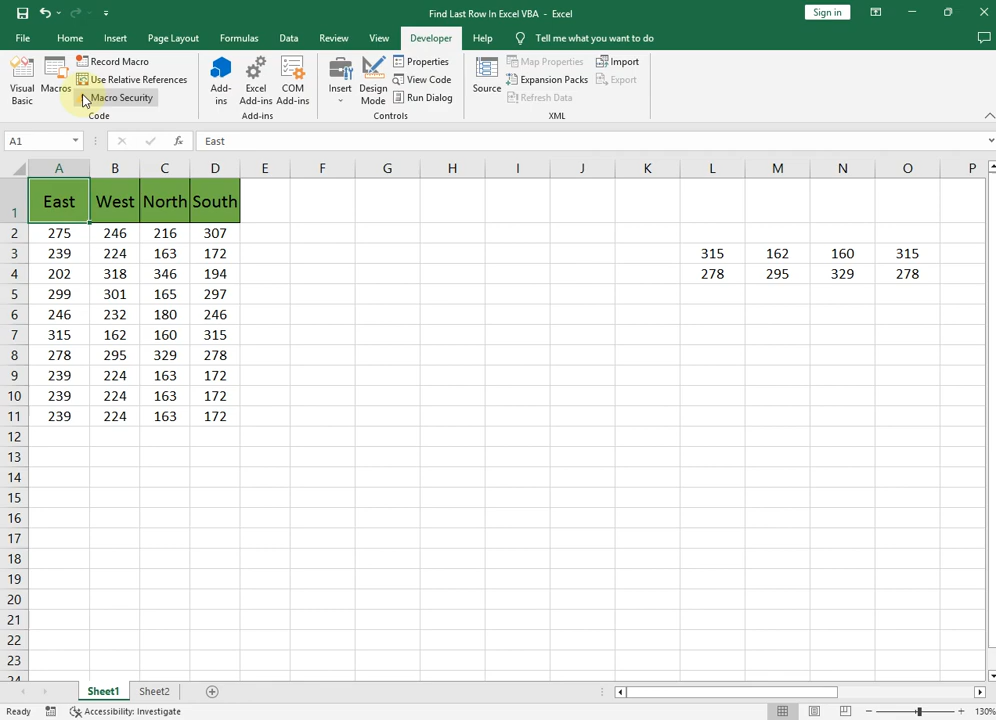 Find Last Row In Excel VBA - Excel
Sign in
File Home Insert Page Layout Formulas Data Review View Developer Help Tell me what you want to do
Visual Basic
Macros
Record Macro
Use Relative References
Macro Security
Code
Add-ins
Excel Add-ins
COM Add-ins
Add-ins
Insert
Design Mode
Properties
View Code
Run Dialog
Controls
Source
Map Properties
Expansion Packs
Refresh Data
Import
Export
XML
A1 fx East
A B C D E F G H I J K L M N O P
1 East West North South
2 275 246 216 307
3 239 224 163 172 315 162 160 315
4 202 318 346 194 278 295 329 278
5 299 301 165 297
6 246 232 180 246
7 315 162 160 315
8 278 295 329 278
9 239 224 163 172
10 239 224 163 172
11 239 224 163 172
12
13
14
15
16
17
18
19
20
21
22
23
24
Sheet1 Sheet2
Ready Accessibility: Investigate 130%